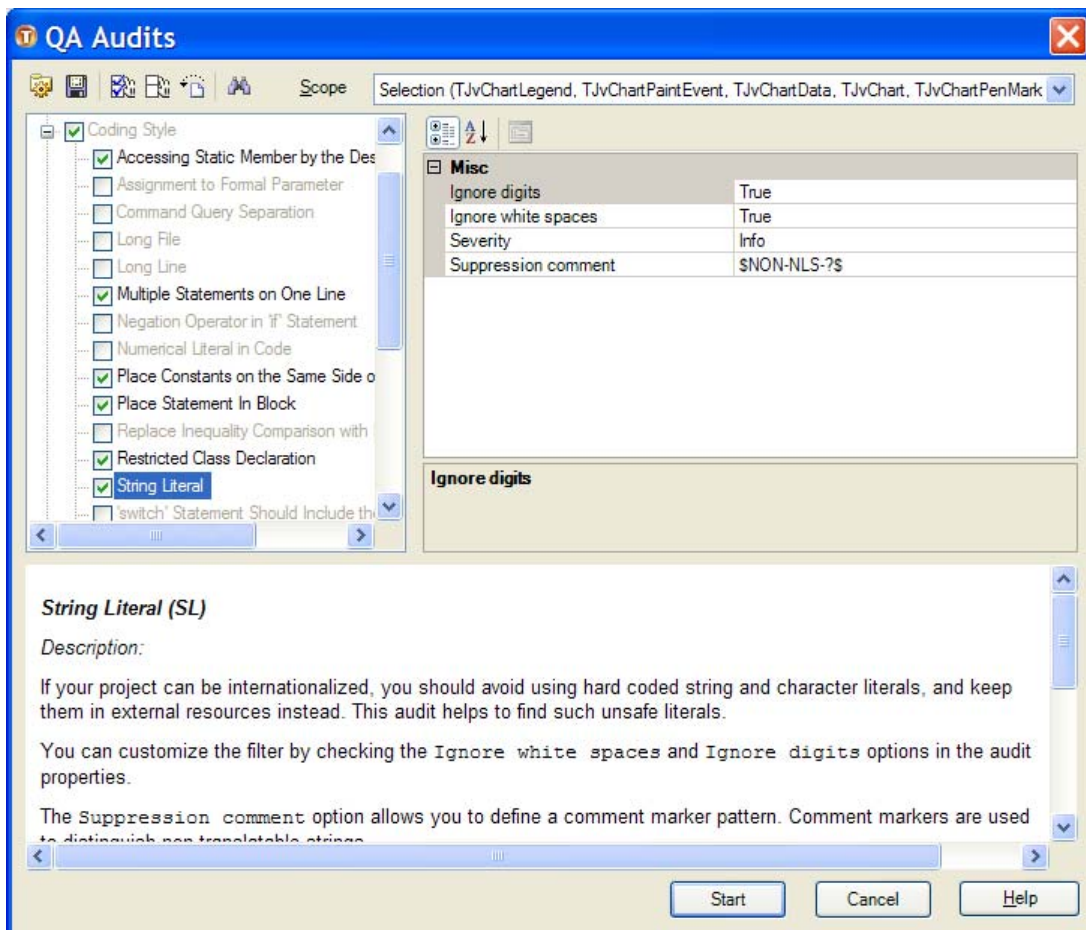 QA Audits
Scope
Selection (TJvChartLegend, TJvChartPaintEvent, TJvChartData, TJvChart, TJvChartPenMark
Coding Style
Accessing Static Member by the Des
Assignment to Formal Parameter
Command Query Separation
Long File
Long Line
Multiple Statements on One Line
Negation Operator in 'if' Statement
Numerical Literal in Code
Place Constants on the Same Side o
Place Statement In Block
Replace Inequality Comparison with
Restricted Class Declaration
String Literal
'switch' Statement Should Include the
Misc
Ignore digits True
Ignore white spaces True
Severity Info
Suppression comment $NON-NLS-?$
Ignore digits
String Literal (SL)
Description:
If your project can be internationalized, you should avoid using hard coded string and character literals, and keep
them in external resources instead. This audit helps to find such unsafe literals.
You can customize the filter by checking the Ignore white spaces and Ignore digits options in the audit
properties.
The Suppression comment option allows you to define a comment marker pattern. Comment markers are used
to distinguish non translatable strings
Start Cancel Help